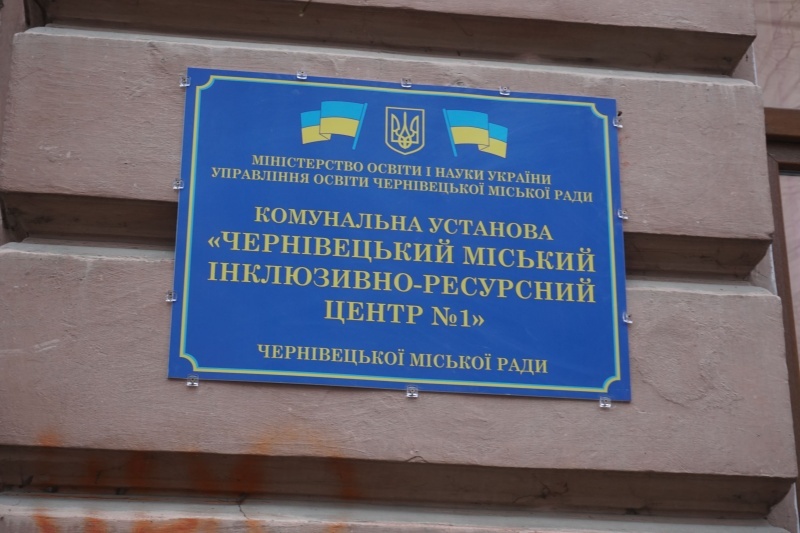 МІНІСТЕРСТВО ОСВІТИ І НАУКИ УКРАЇНИ
УПРАВЛІННЯ ОСВІТИ ЧЕРНІВЕЦЬКОЇ МІСЬКОЇ РАДИ
КОМУНАЛЬНА УСТАНОВА
«ЧЕРНІВЕЦЬКИЙ МІСЬКИЙ
ІНКЛЮЗИВНО-РЕСУРСНИЙ
ЦЕНТР №1»
ЧЕРНІВЕЦЬКОЇ МІСЬКОЇ РАДИ